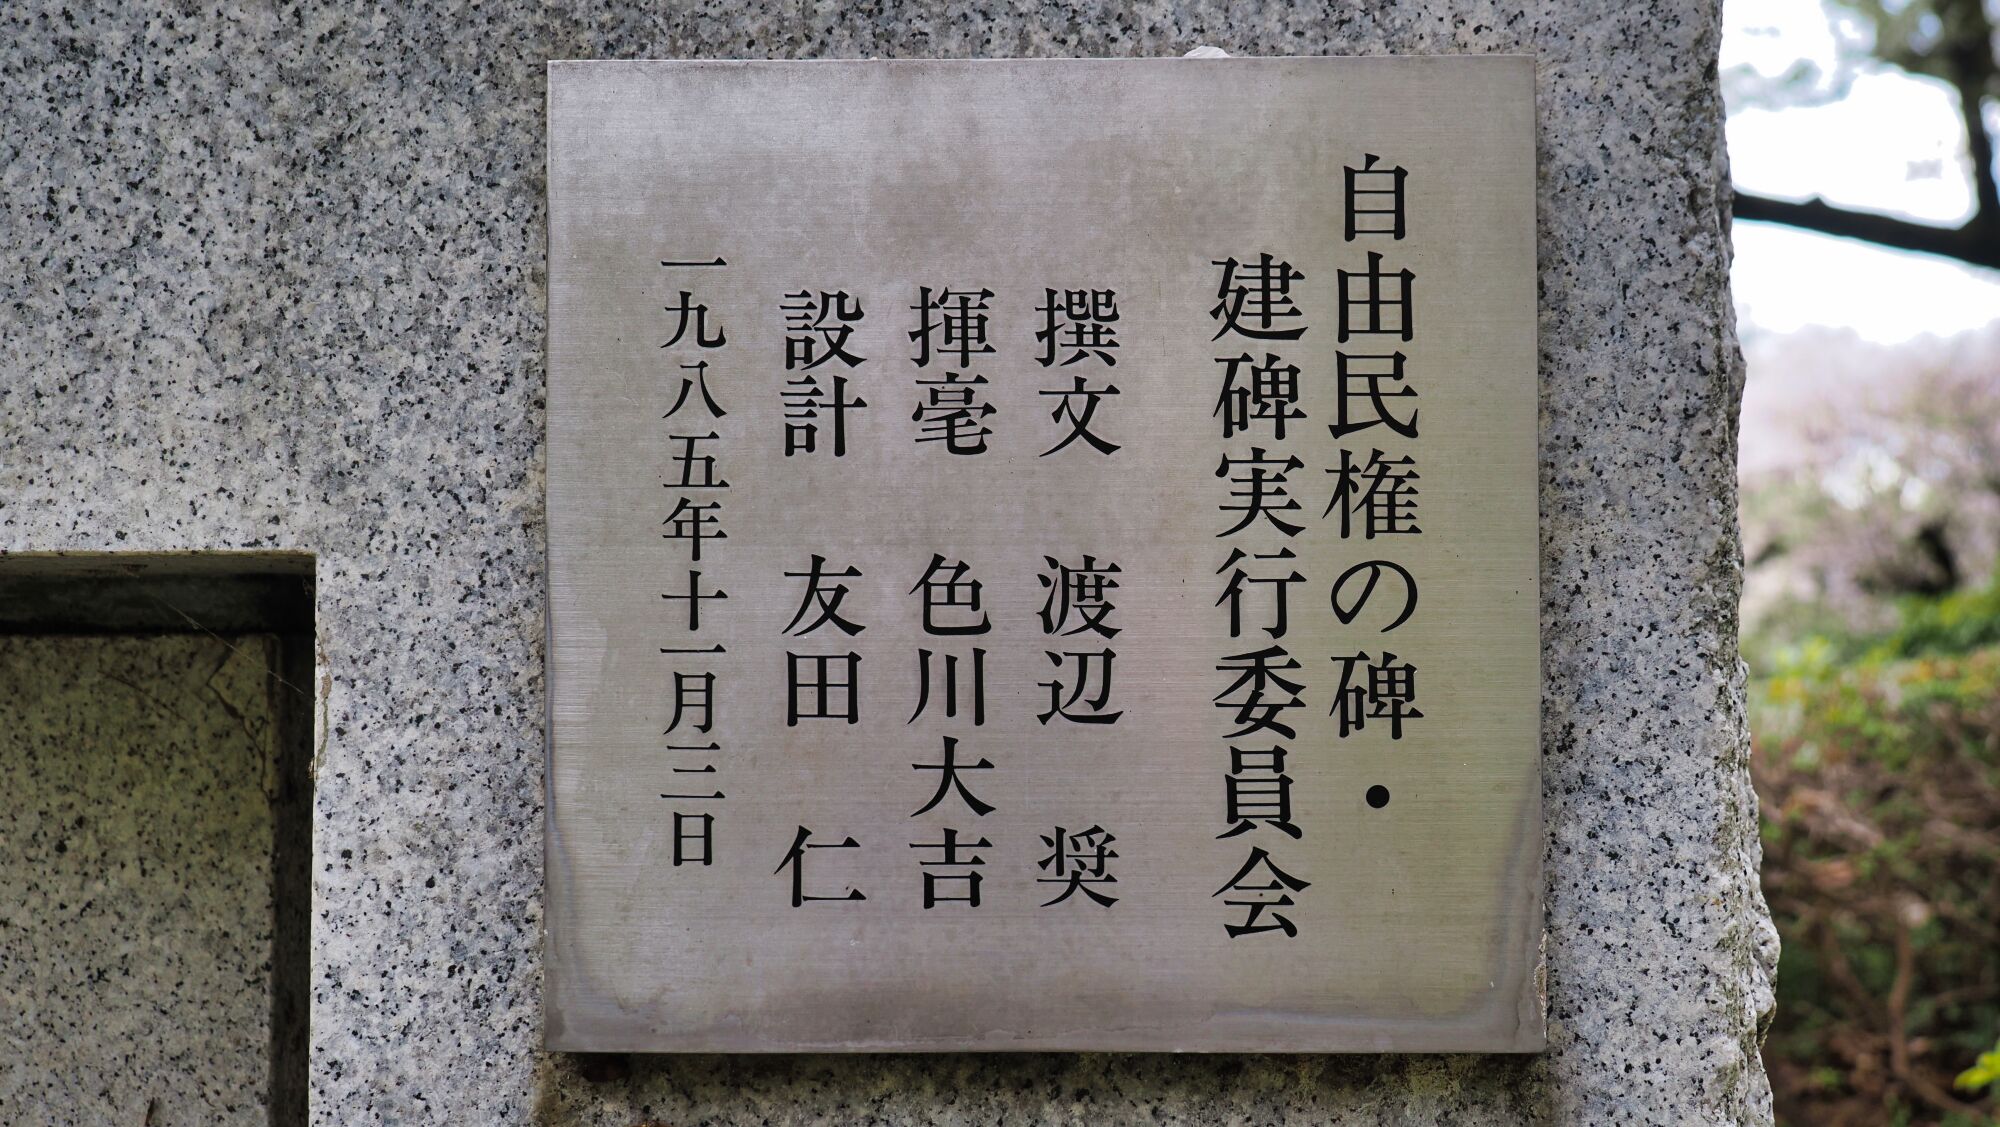 自由民権の碑・
建碑実行委員会
撰文 渡辺 奨
揮毫 色川大吉
設計 友田 仁
一九八五年十一月三日